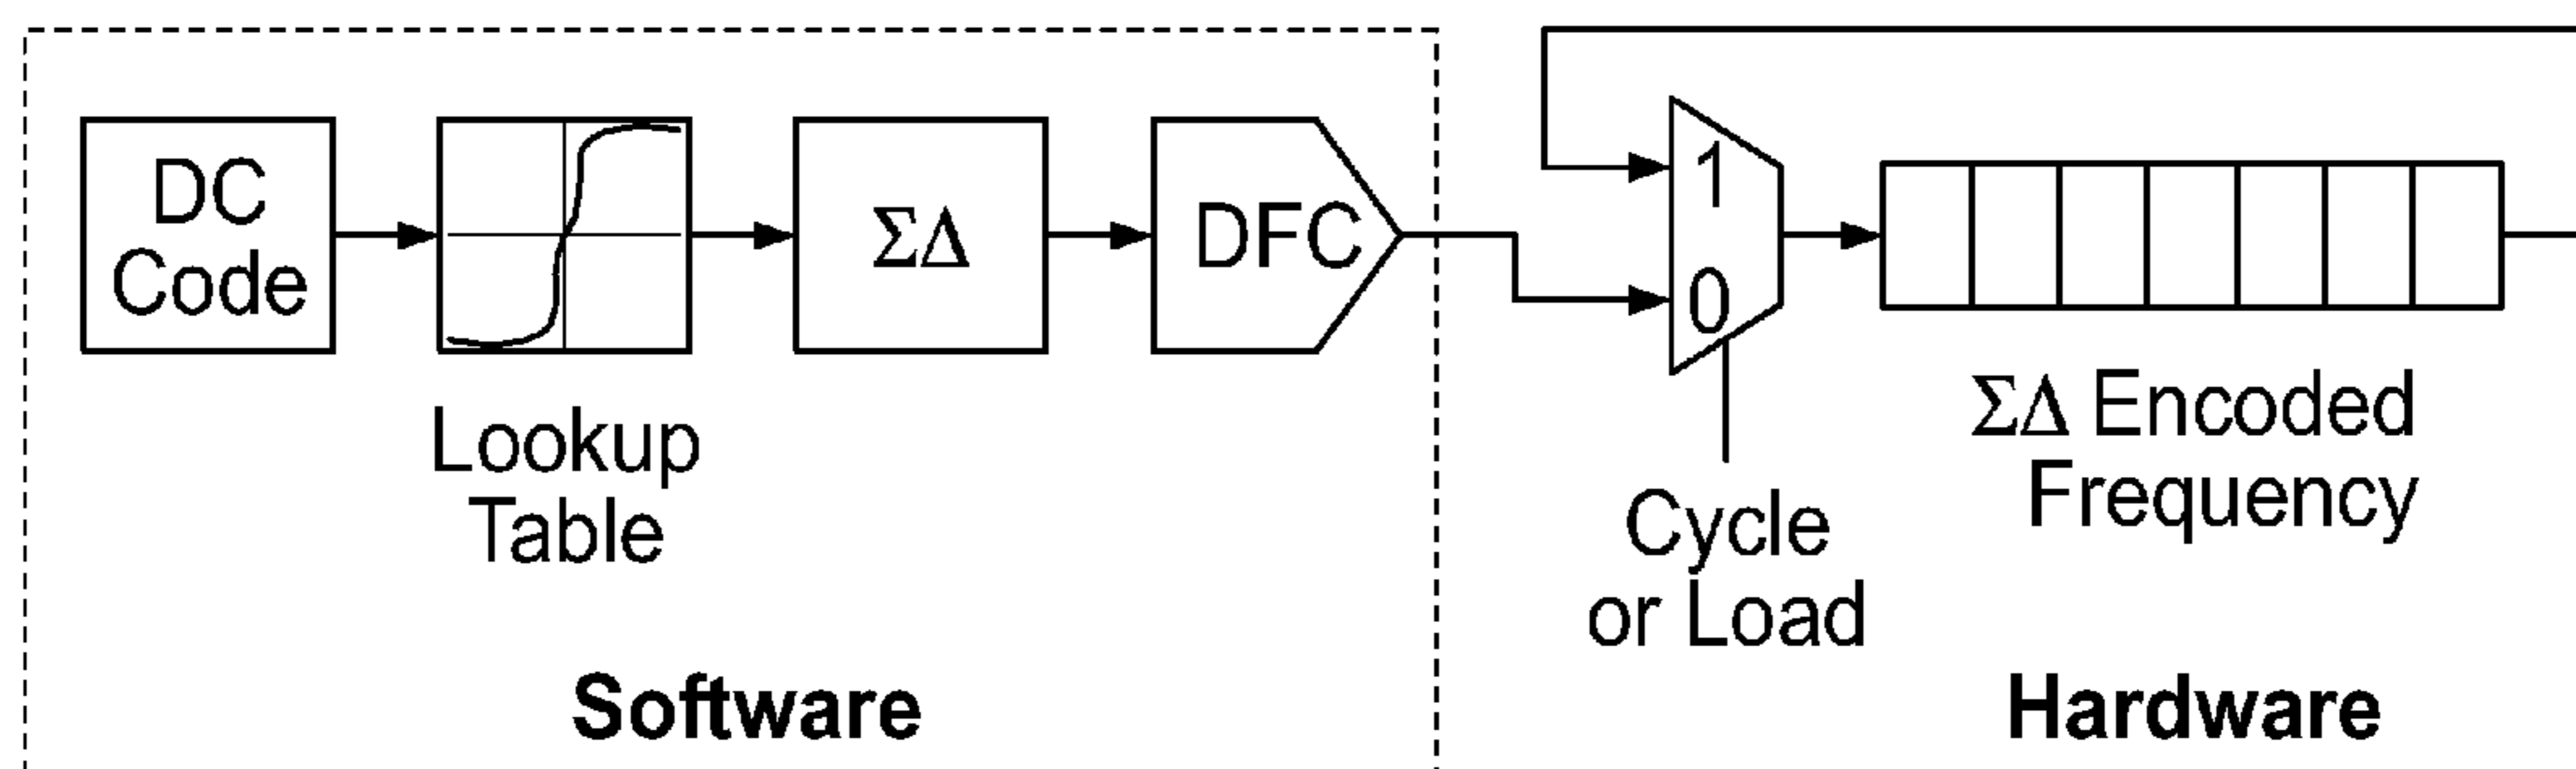 DC
Code
Lookup
Table
ΣΔ
DFC
1
0
Cycle
or Load
ΣΔ Encoded
Frequency
Software
Hardware